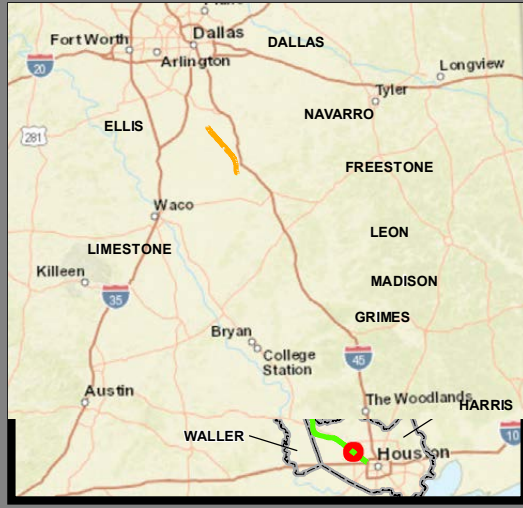 Dallas
DALLAS
Fort Worth
Arlington
20
Longview
Tyler
NAVARRO
ELLIS
281
FREESTONE
Waco
LEON
LIMESTONE
Killeen
MADISON
35
GRIMES
Bryan
College
Station
45
Austin
The Woodlands
HARRIS
WALLER
10
Houston